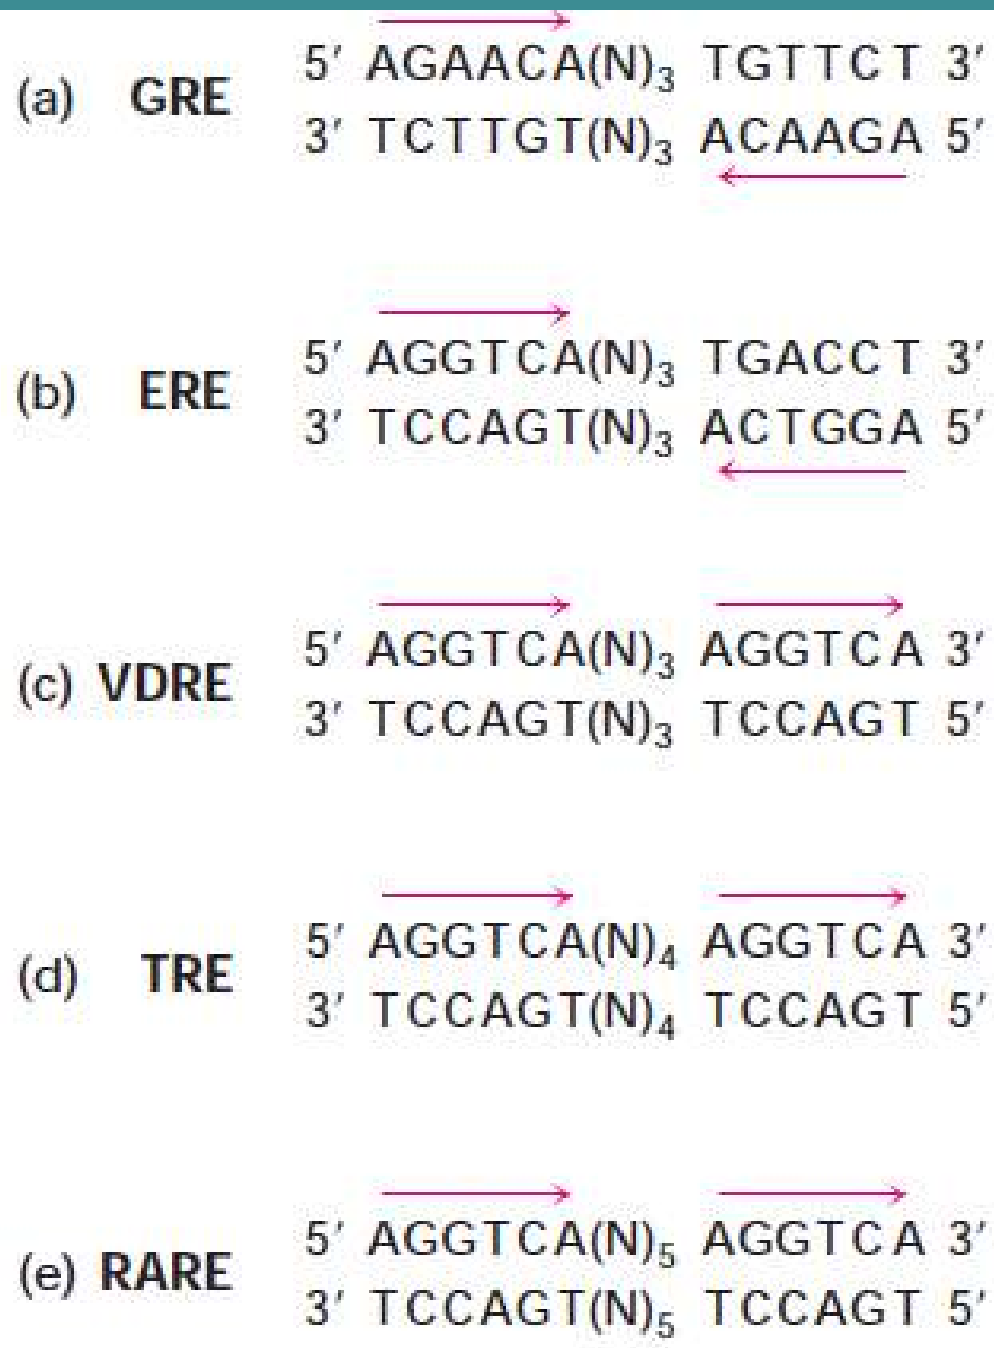 5′ AGAACA(N)₃ TGTTCT 3′
(a) GRE
3′ TCTTGT(N)₃ ACAAGA 5′
5′ AGGTCA(N)₃ TGACCT 3′
(b) ERE
3′ TCCAGT(N)₃ ACTGGA 5′
5′ AGGTCA(N)₃ AGGTCA 3′
(c) VDRE
3′ TCCAGT(N)₃ TCCAGT 5′
5′ AGGTCA(N)₄ AGGTCA 3′
(d) TRE
3′ TCCAGT(N)₄ TCCAGT 5′
5′ AGGTCA(N)₅ AGGTCA 3′
(e) RARE
3′ TCCAGT(N)₅ TCCAGT 5′